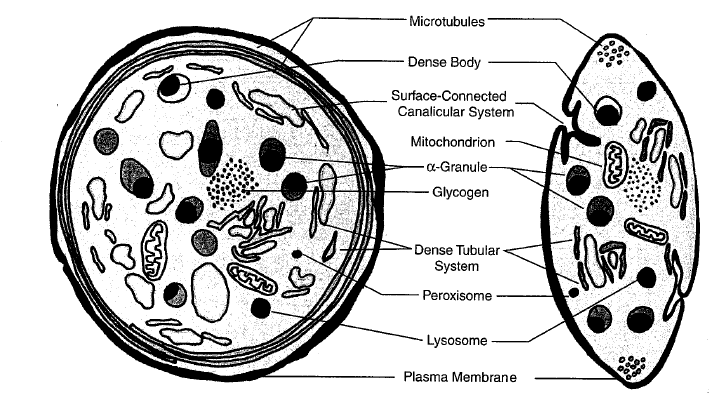 Microtubules
Dense Body
Surface-Connected
Canalicular System
Mitochondrion
α-Granule
Glycogen
Dense Tubular
System
Peroxisome
Lysosome
Plasma Membrane